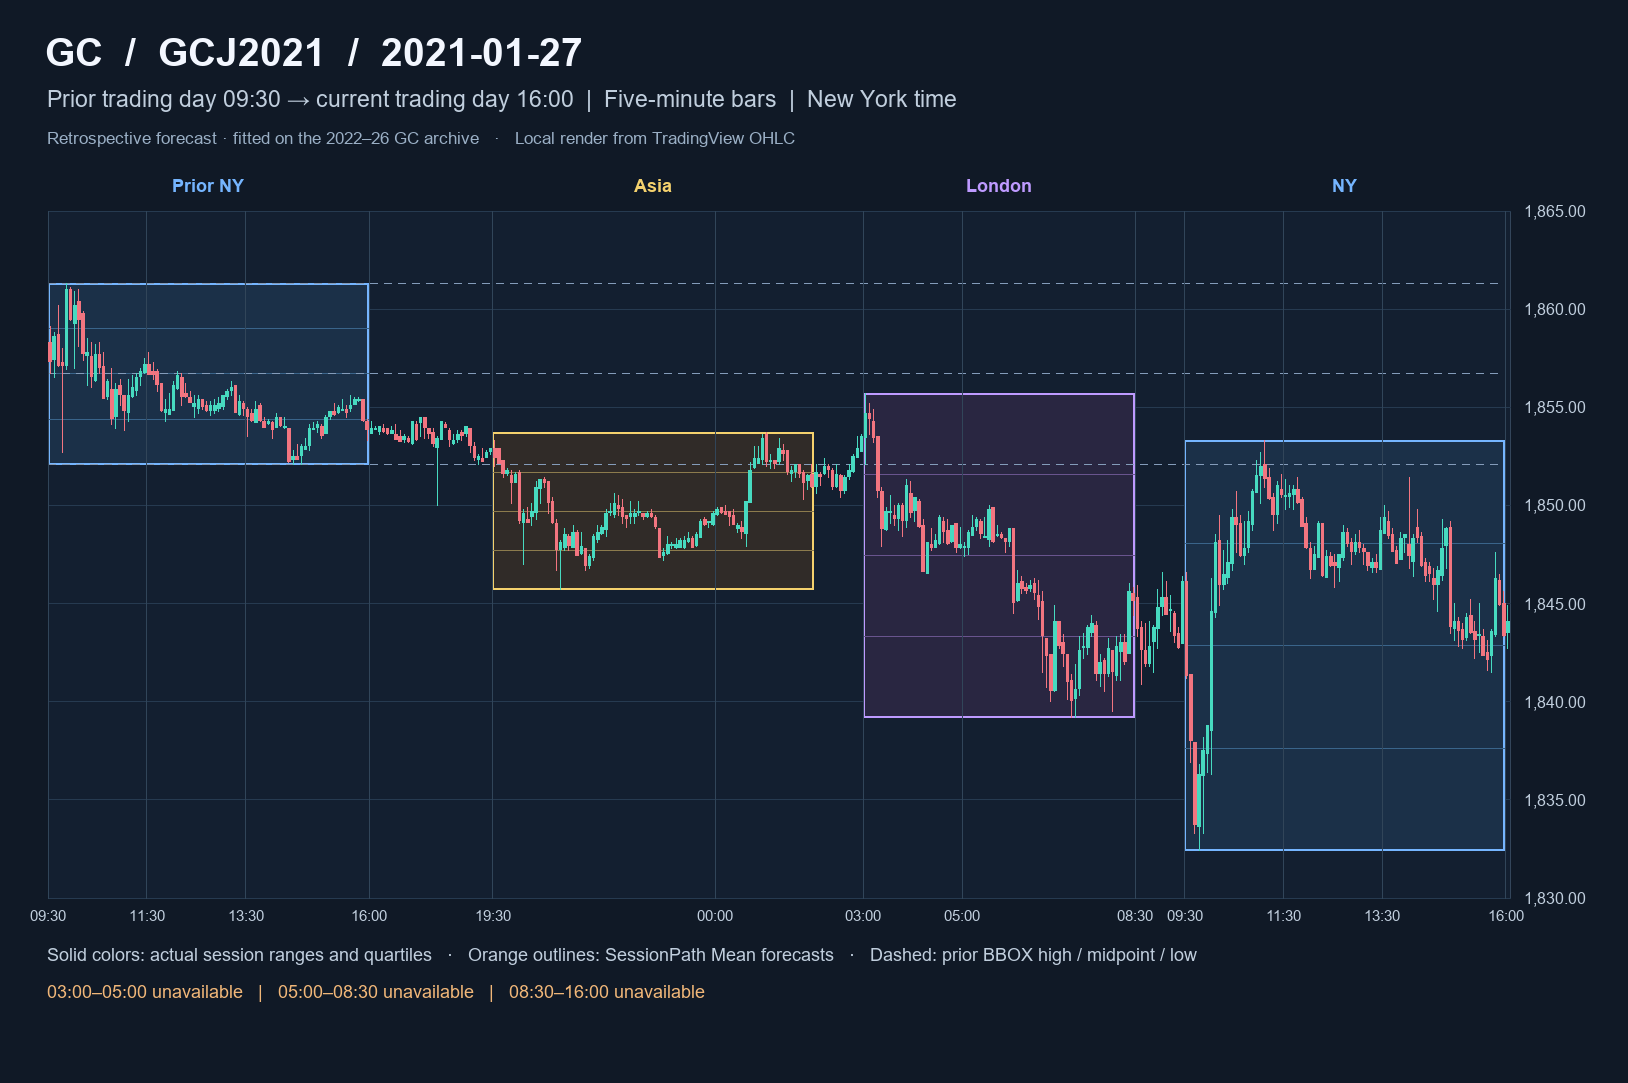 GC / GCJ2021 / 2021-01-27
Prior trading day 09:30 → current trading day 16:00 | Five-minute bars | New York time
Retrospective forecast · fitted on the 2022–26 GC archive · Local render from TradingView OHLC
Prior NY Asia London NY
1,865.00
1,860.00
1,855.00
1,850.00
1,845.00
1,840.00
1,835.00
1,830.00
09:30 11:30 13:30 16:00 19:30 00:00 03:00 05:00 08:30 09:30 11:30 13:30 16:00
Solid colors: actual session ranges and quartiles · Orange outlines: SessionPath Mean forecasts · Dashed: prior BBOX high / midpoint / low
03:00–05:00 unavailable | 05:00–08:30 unavailable | 08:30–16:00 unavailable